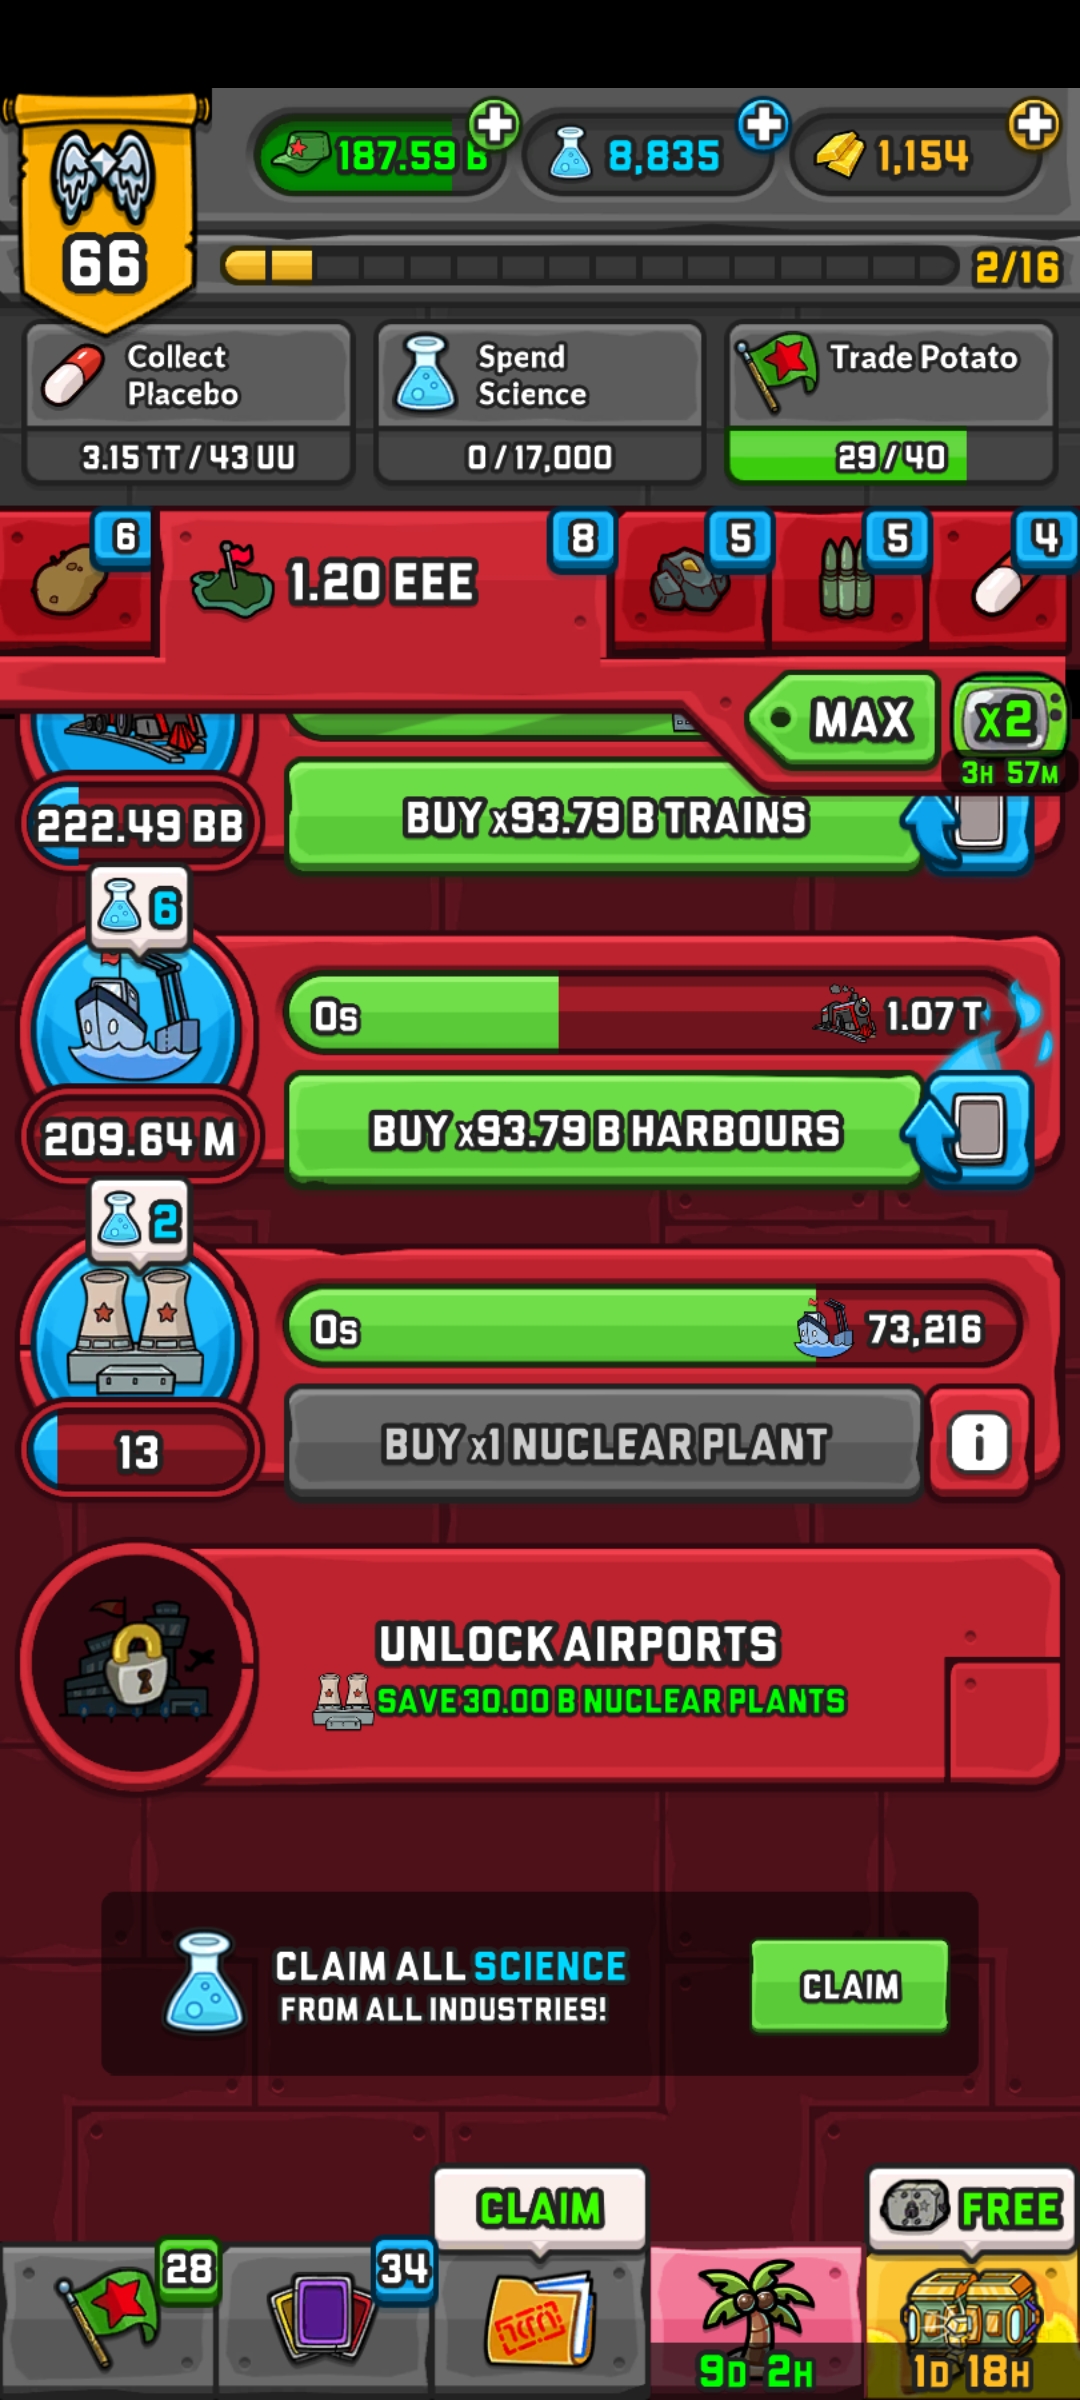 187.59 B
8,835
1,154
66
2/16
Collect
Placebo
3.15 TT / 43 UU
Spend
Science
0 / 17,000
Trade Potato
29 / 40
6
1.20 EEE
8
5
5
4
MAX
x2
3H 57M
222.49 BB
BUY x93.79 B TRAINS
6
0s
1.07 T
209.64 M
BUY x93.79 B HARBOURS
2
0s
73,216
13
BUY x1 NUCLEAR PLANT
i
UNLOCK AIRPORTS
SAVE 30.00 B NUCLEAR PLANTS
CLAIM ALL SCIENCE
FROM ALL INDUSTRIES!
CLAIM
CLAIM
FREE
28
34
9D 2H
1D 18H